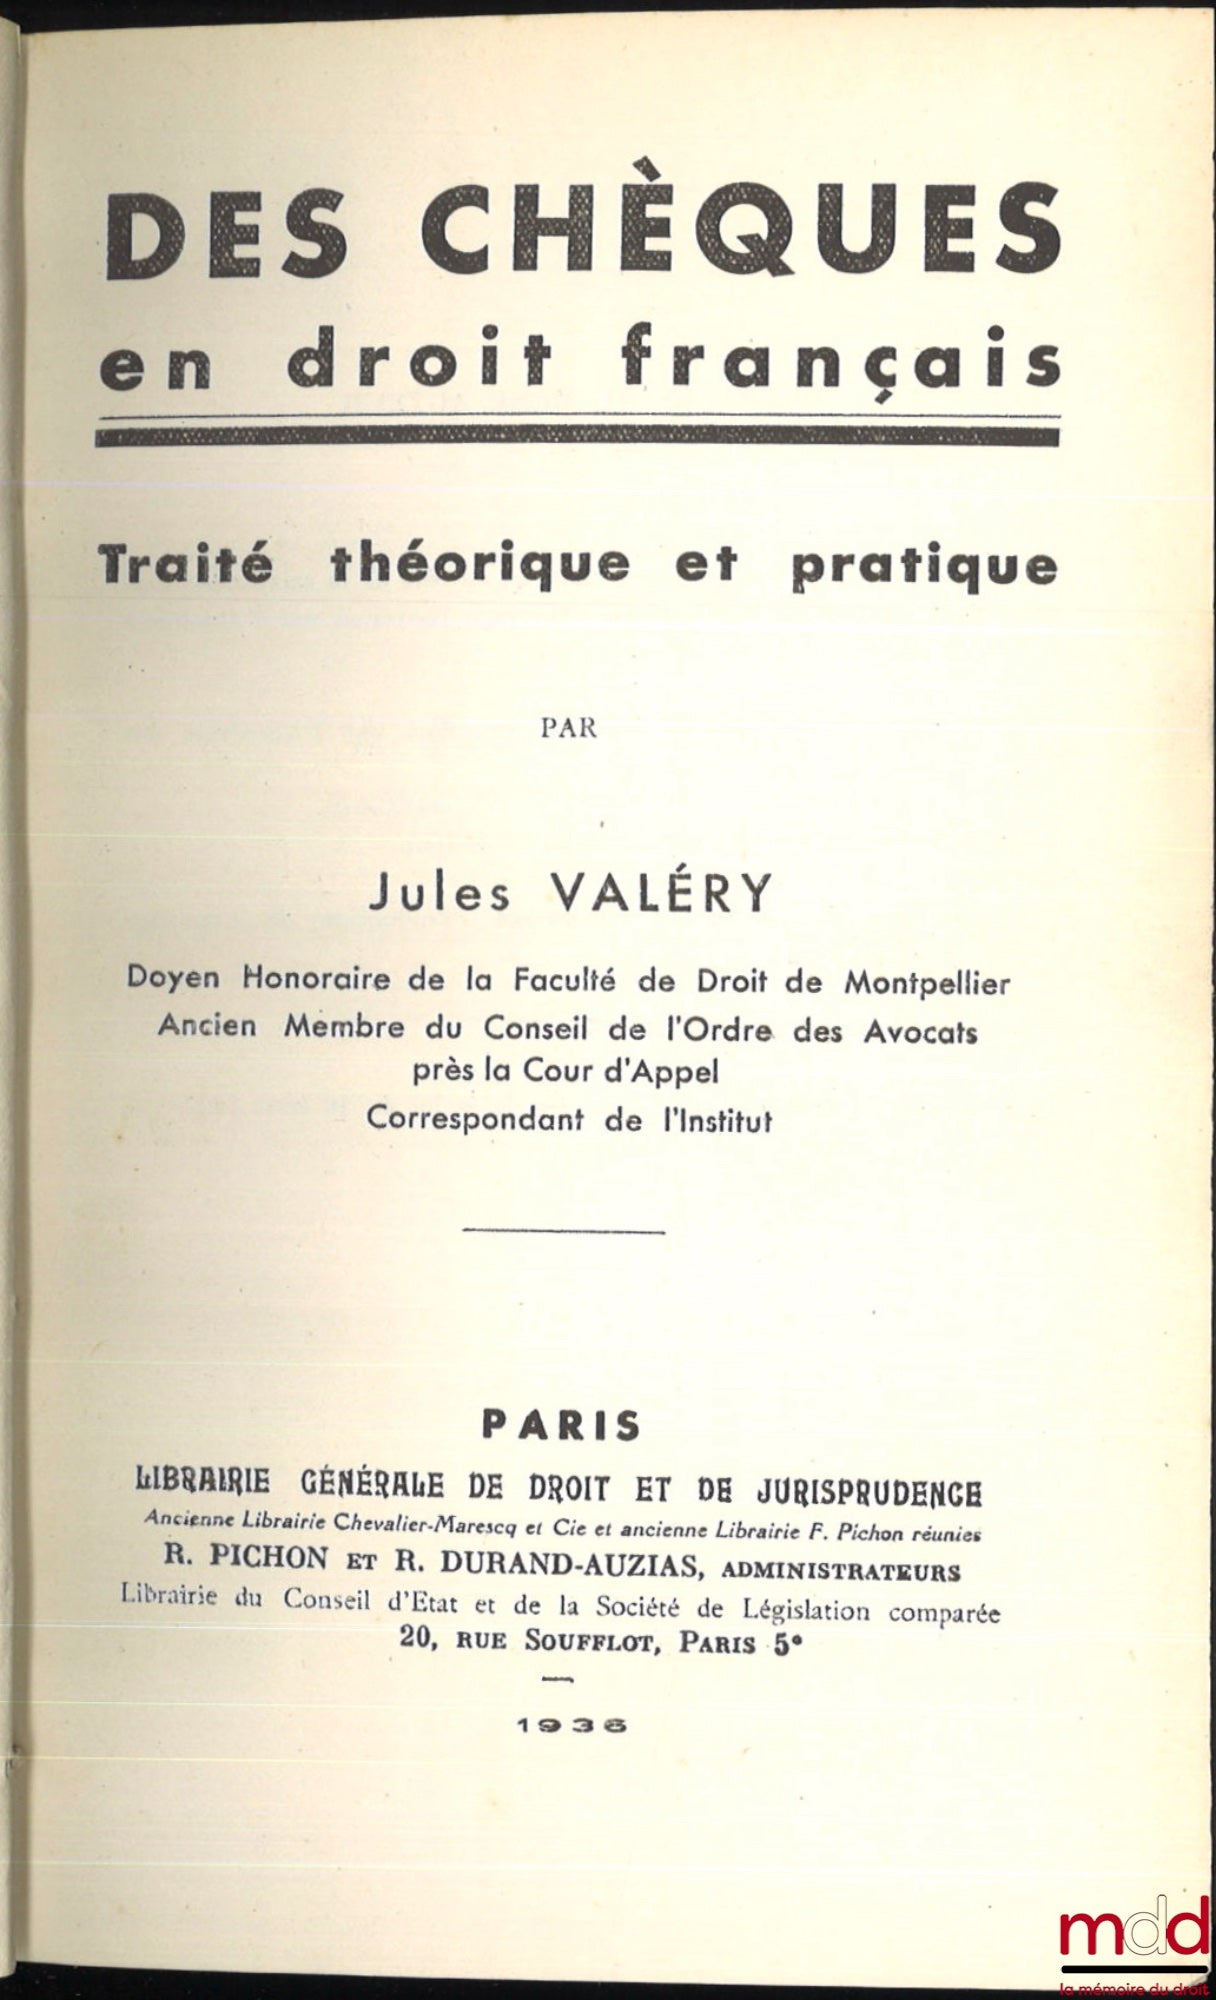 DES CHÈQUES
en droit français
Traité théorique et pratique
PAR
Jules VALÉRY
Doyen Honoraire de la Faculté de Droit de Montpellier
Ancien Membre du Conseil de l'Ordre des Avocats
près la Cour d'Appel
Correspondant de l'Institut
PARIS
LIBRAIRIE GÉNÉRALE DE DROIT ET DE JURISPRUDENCE
Ancienne Librairie Chevalier-Marescq et Cie et ancienne Librairie F. Pichon réunies
R. PICHON ET R. DURAND-AUZIAS, ADMINISTRATEURS
Librairie du Conseil d'Etat et de la Société de Législation comparée
20, RUE SOUFFLOT, PARIS 5e
1936
mdd
la mémoire du droit